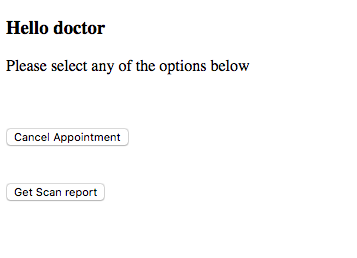 Hello doctor
Please select any of the options below
Cancel Appointment
Get Scan report